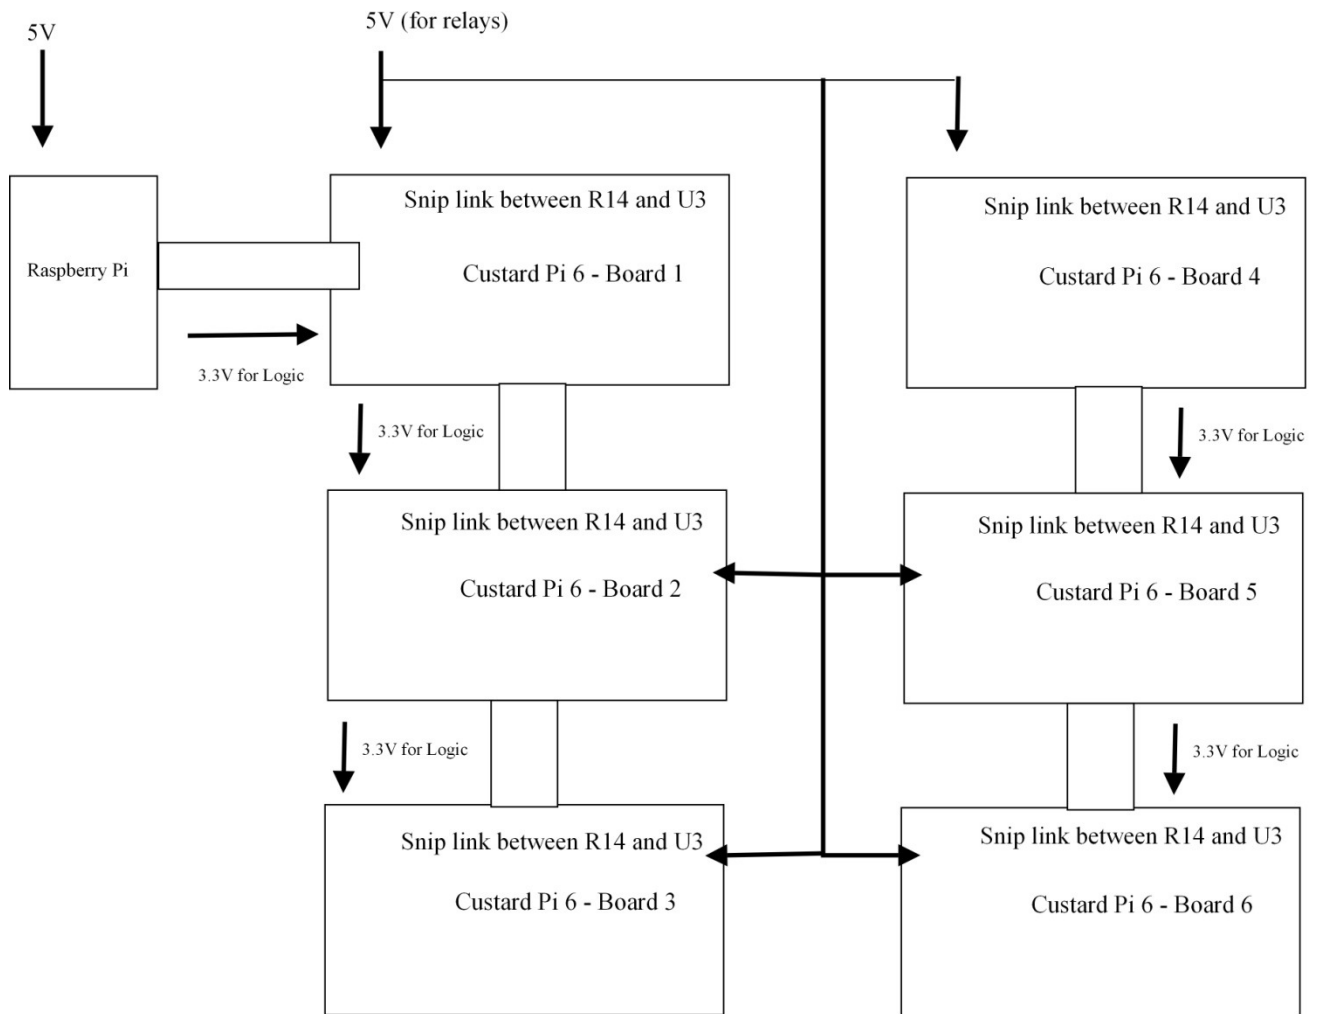 5V
5V (for relays)
Snip link between R14 and U3
Snip link between R14 and U3
Raspberry Pi
Custard Pi 6 - Board 1
Custard Pi 6 - Board 4
3.3V for Logic
3.3V for Logic
3.3V for Logic
Snip link between R14 and U3
Snip link between R14 and U3
Custard Pi 6 - Board 2
Custard Pi 6 - Board 5
3.3V for Logic
3.3V for Logic
Snip link between R14 and U3
Snip link between R14 and U3
Custard Pi 6 - Board 3
Custard Pi 6 - Board 6